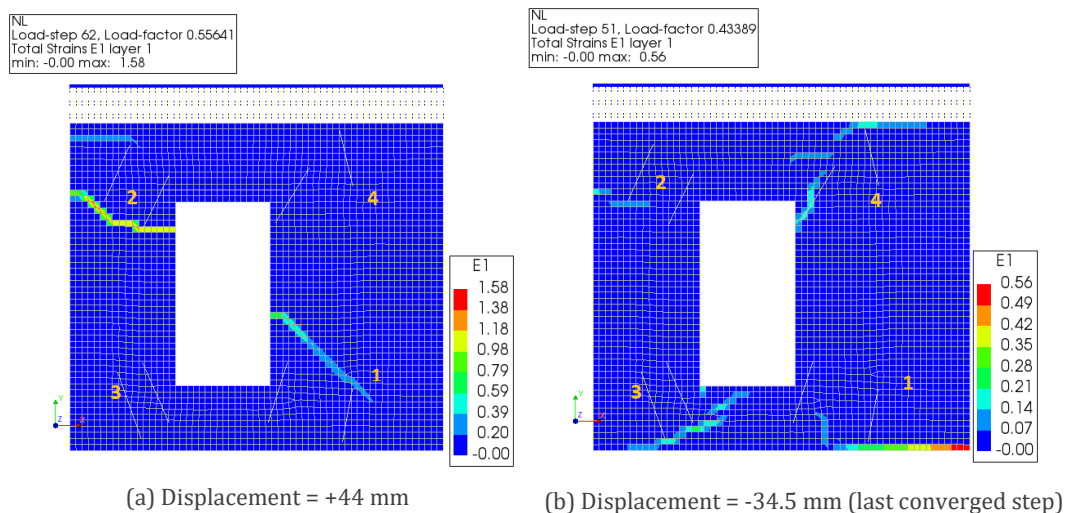 NL
Load-step 62, Load-factor 0.55641
Total Strains E1 layer 1
min: -0.00 max: 1.58
2
4
3
1
Y
Z
X
E1
1.58
1.38
1.18
0.98
0.79
0.59
0.39
0.20
-0.00
(a) Displacement = +44 mm
NL
Load-step 51, Load-factor 0.43389
Total Strains E1 layer 1
min: -0.00 max: 0.56
2
4
3
1
Y
Z
X
E1
0.56
0.49
0.42
0.35
0.28
0.21
0.14
0.07
-0.00
(b) Displacement = -34.5 mm (last converged step)